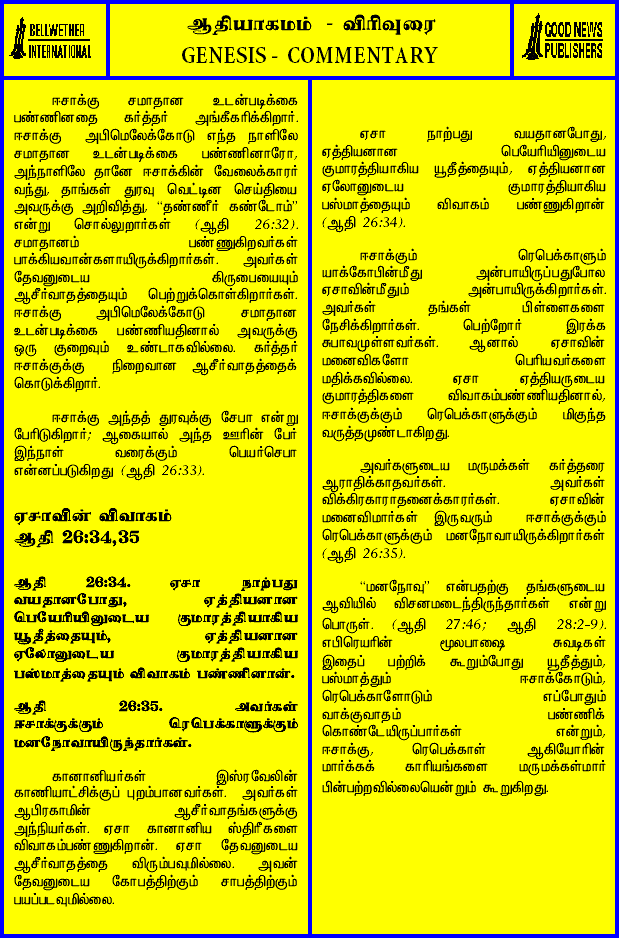 BELLWETHER
INTERNATIONAL
ஆதியாகமம் - விரிவுரை
GENESIS - COMMENTARY
GOOD NEWS
PUBLISHERS
ஈசாக்கு சமாதான உடன்படிக்கை
பண்ணினதை கர்த்தர் அங்கீகரிக்கிறார்.
ஈசாக்கு அபிமெலேக்கோடு எந்த நாளிலே
சமாதான உடன்படிக்கை பண்ணினாரோ,
அந்நாளிலே தானே ஈசாக்கின் வேலைக்காரர்
வந்து, தாங்கள் துரவு வெட்டின செய்தியை
அவருக்கு அறிவித்து, “தண்ணீர் கண்டோம்”
என்று சொல்லுறார்கள் (ஆதி 26:32).
சமாதானம் பண்ணுகிறவர்கள்
பாக்கியவான்களாயிருக்கிறார்கள். அவர்கள்
தேவனுடைய கிருபையையும்
ஆசீர்வாதத்தையும் பெற்றுக்கொள்கிறார்கள்.
ஈசாக்கு அபிமெலேக்கோடு சமாதான
உடன்படிக்கை பண்ணியதினால் அவருக்கு
ஒரு குறைவும் உண்டாகவில்லை. கர்த்தர்
ஈசாக்குக்கு நிறைவான ஆசீர்வாதத்தைக்
கொடுக்கிறார்.
ஈசாக்கு அந்தத் துரவுக்கு சேபா என்று
பேரிடுகிறார்; ஆகையால் அந்த ஊரின் பேர்
இந்நாள் வரைக்கும் பெயர்செபா
என்னப்படுகிறது (ஆதி 26:33).
ஏசாவின் விவாகம்
ஆதி 26:34,35
ஆதி 26:34. ஏசா நாற்பது
வயதானபோது, ஏத்தியனான
பெயேரியினுடைய குமாரத்தியாகிய
யூதீத்தையும், ஏத்தியனான
ஏலோனுடைய குமாரத்தியாகிய
பஸ்மாத்தையும் விவாகம் பண்ணினான்.
ஆதி 26:35. அவர்கள்
ஈசாக்குக்கும் ரெபெக்காளுக்கும்
மனநோவாயிருந்தார்கள்.
கானானியர்கள் இஸ்ரவேலின்
காணியாட்சிக்குப் புறம்பானவர்கள். அவர்கள்
ஆபிரகாமின் ஆசீர்வாதங்களுக்கு
அந்நியர்கள். ஏசா கானானிய ஸ்திரீகளை
விவாகம்பண்ணுகிறான். ஏசா தேவனுடைய
ஆசீர்வாதத்தை விரும்பவுமில்லை. அவன்
தேவனுடைய கோபத்திற்கும் சாபத்திற்கும்
பயப்படவுமில்லை.
ஏசா நாற்பது வயதானபோது,
ஏத்தியனான பெயேரியினுடைய
குமாரத்தியாகிய யூதீத்தையும், ஏத்தியனான
ஏலோனுடைய குமாரத்தியாகிய
பஸ்மாத்தையும் விவாகம் பண்ணுகிறான்
(ஆதி 26:34).
ஈசாக்கும் ரெபெக்காளும்
யாக்கோபின்மீது அன்பாயிருப்பதுபோல
ஏசாவின்மீதும் அன்பாயிருக்கிறார்கள்.
அவர்கள் தங்கள் பிள்ளைகளை
நேசிக்கிறார்கள். பெற்றோர் இரக்க
சுபாவமுள்ளவர்கள். ஆனால் ஏசாவின்
மனைவிகளோ பெரியவர்களை
மதிக்கவில்லை. ஏசா ஏத்தியருடைய
குமாரத்திகளை விவாகம்பண்ணியதினால்,
ஈசாக்குக்கும் ரெபெக்காளுக்கும் மிகுந்த
வருத்தமுண்டாகிறது.
அவர்களுடைய மருமக்கள் கர்த்தரை
ஆராதிக்காதவர்கள். அவர்கள்
விக்கிரகாராதனைக்காரர்கள். ஏசாவின்
மனைவிமார்கள் இருவரும் ஈசாக்குக்கும்
ரெபெக்காளுக்கும் மனநோவாயிருக்கிறார்கள்
(ஆதி 26:35).
“மனநோவு” என்பதற்கு தங்களுடைய
ஆவியில் விசனமடைந்திருந்தார்கள் என்று
பொருள். (ஆதி 27:46; ஆதி 28:2-9).
எபிரெயரின் மூலபாஷை சுவடிகள்
இதைப் பற்றிக் கூறும்போது யூதீத்தும்,
பஸ்மாத்தும் ஈசாக்கோடும்,
ரெபெக்காளோடும் எப்போதும்
வாக்குவாதம் பண்ணிக்
கொண்டேயிருப்பார்கள் என்றும்,
ஈசாக்கு, ரெபெக்காள் ஆகியோரின்
மார்க்கக் காரியங்களை மருமக்கள்மார்
பின்பற்றவில்லையென்றும் கூறுகிறது.